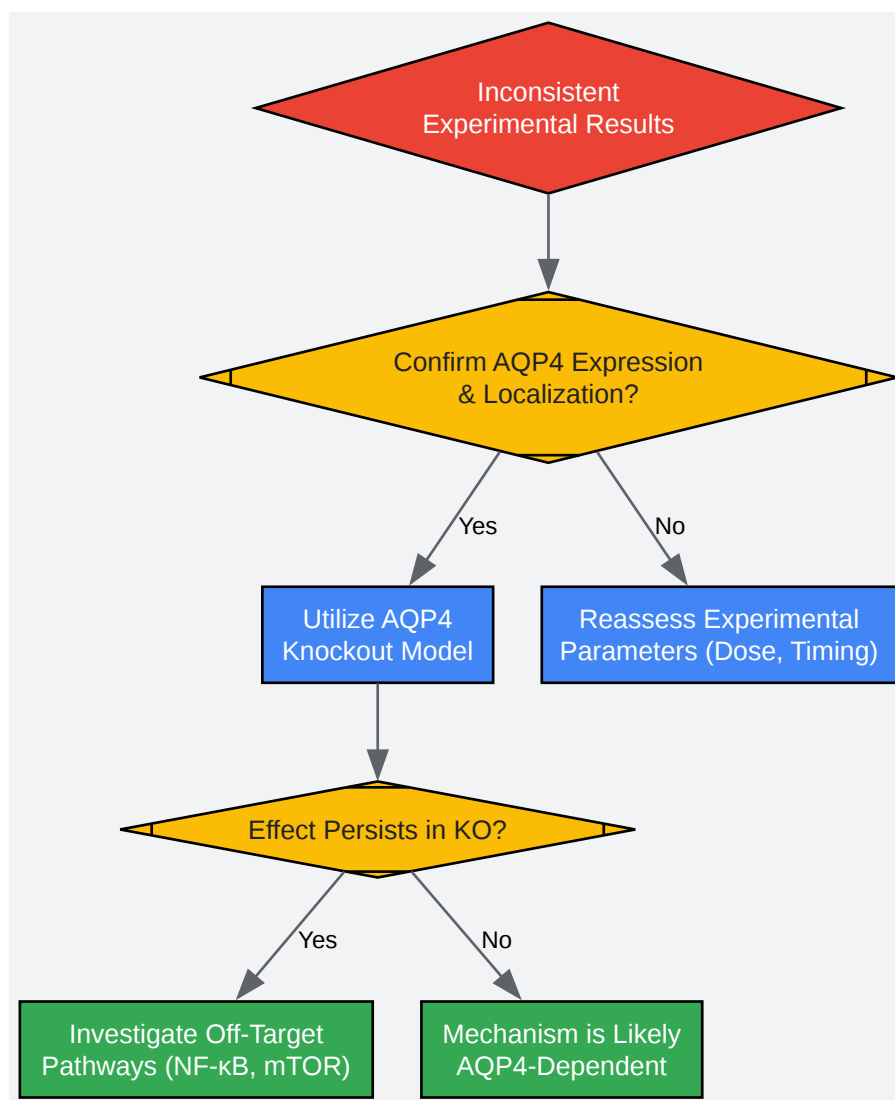 Inconsistent
Experimental Results
Confirm AQP4 Expression
& Localization?
Yes
No
Utilize AQP4
Knockout Model
Reassess Experimental
Parameters (Dose, Timing)
Effect Persists in KO?
Yes
No
Investigate Off-Target
Pathways (NF-κB, mTOR)
Mechanism is Likely
AQP4-Dependent